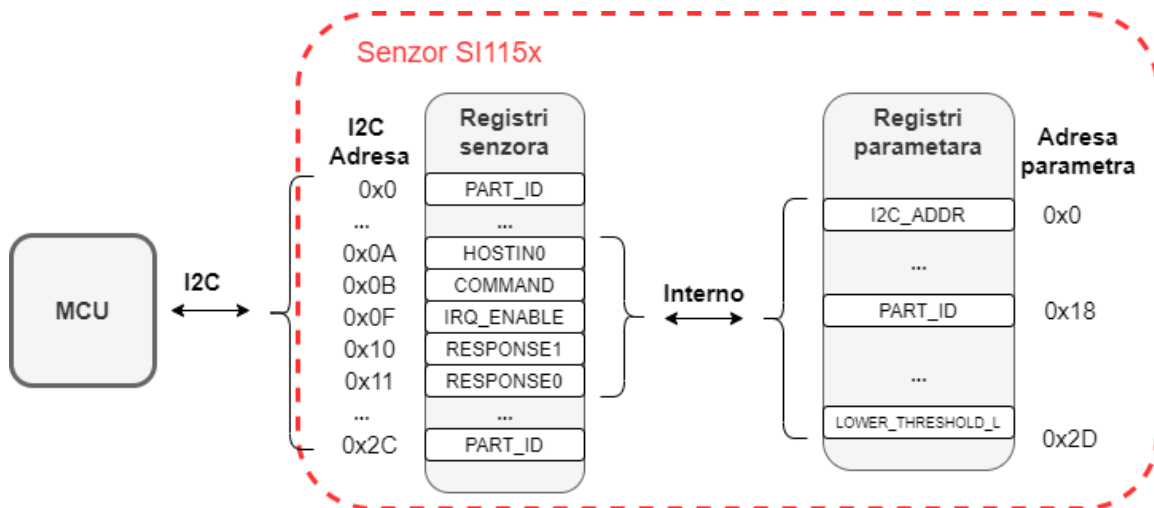 Senzor SI115x
I2C
Adresa
Registri
senzora
0x0
PART_ID
...
...
0x0A
HOSTIN0
0x0B
COMMAND
0x0F
IRQ_ENABLE
0x10
RESPONSE1
0x11
RESPONSE0
...
...
0x2C
PART_ID
MCU
I2C
Interno
Registri
parametara
Adresa
parametra
I2C_ADDR
0x0
...
PART_ID
0x18
...
LOWER_THRESHOLD_L
0x2D